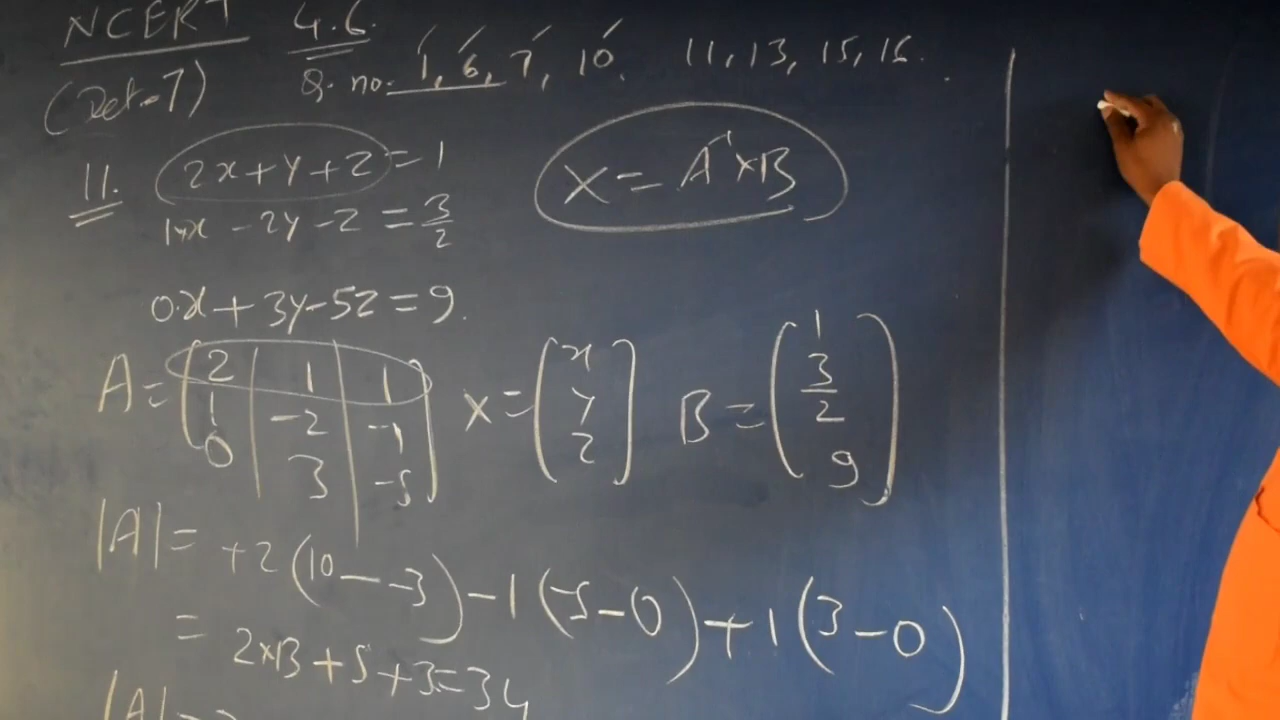 NCERT 4.6.
(Det-7) Q. no. 1, 6, 7, 10, 11, 13, 15, 16.
11. 2x+y+z = 1
1x - 2y - z = 3/2
X = A⁻¹×B
0.x + 3y - 5z = 9.
A = [2 1 1
1 -2 -1
0 3 -5]
X = [x
y
z]
B = [1
3/2
9]
|A| = +2(10 - -3) - 1(-5-0) + 1(3-0)
= 2×13 + 5 + 3 = 34
|A| =